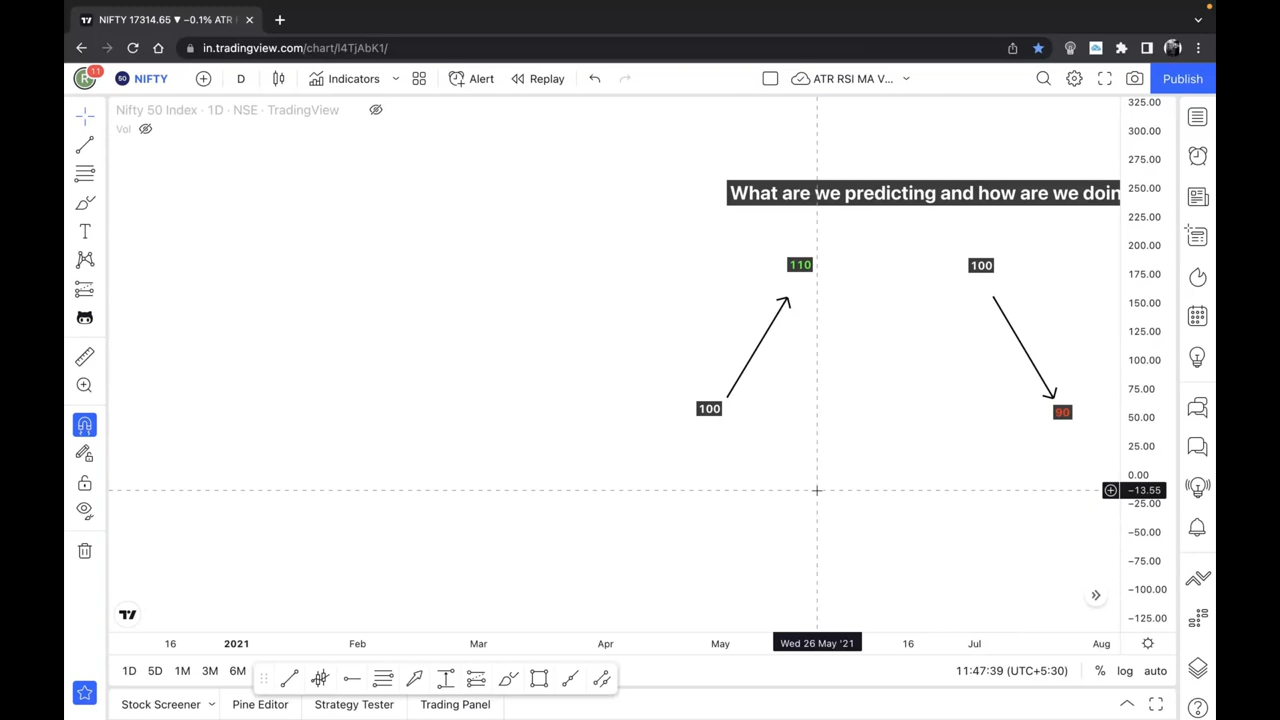 NIFTY 17314.65 ▼ −0.1% ATR
in.tradingview.com/chart/I4TjAbK1/
R 11 50 NIFTY D Indicators Alert Replay ATR RSI MA V... Publish
Nifty 50 Index · 1D · NSE · TradingView
Vol
What are we predicting and how are we doin
110
100
100
90
325.00
300.00
275.00
250.00
225.00
200.00
175.00
150.00
125.00
100.00
75.00
50.00
25.00
0.00
−13.55
−25.00
−50.00
−75.00
−100.00
−125.00
16 2021 Feb Mar Apr May Wed 26 May '21 16 Jul Aug
1D 5D 1M 3M 6M 11:47:39 (UTC+5:30) % log auto
Stock Screener Pine Editor Strategy Tester Trading Panel